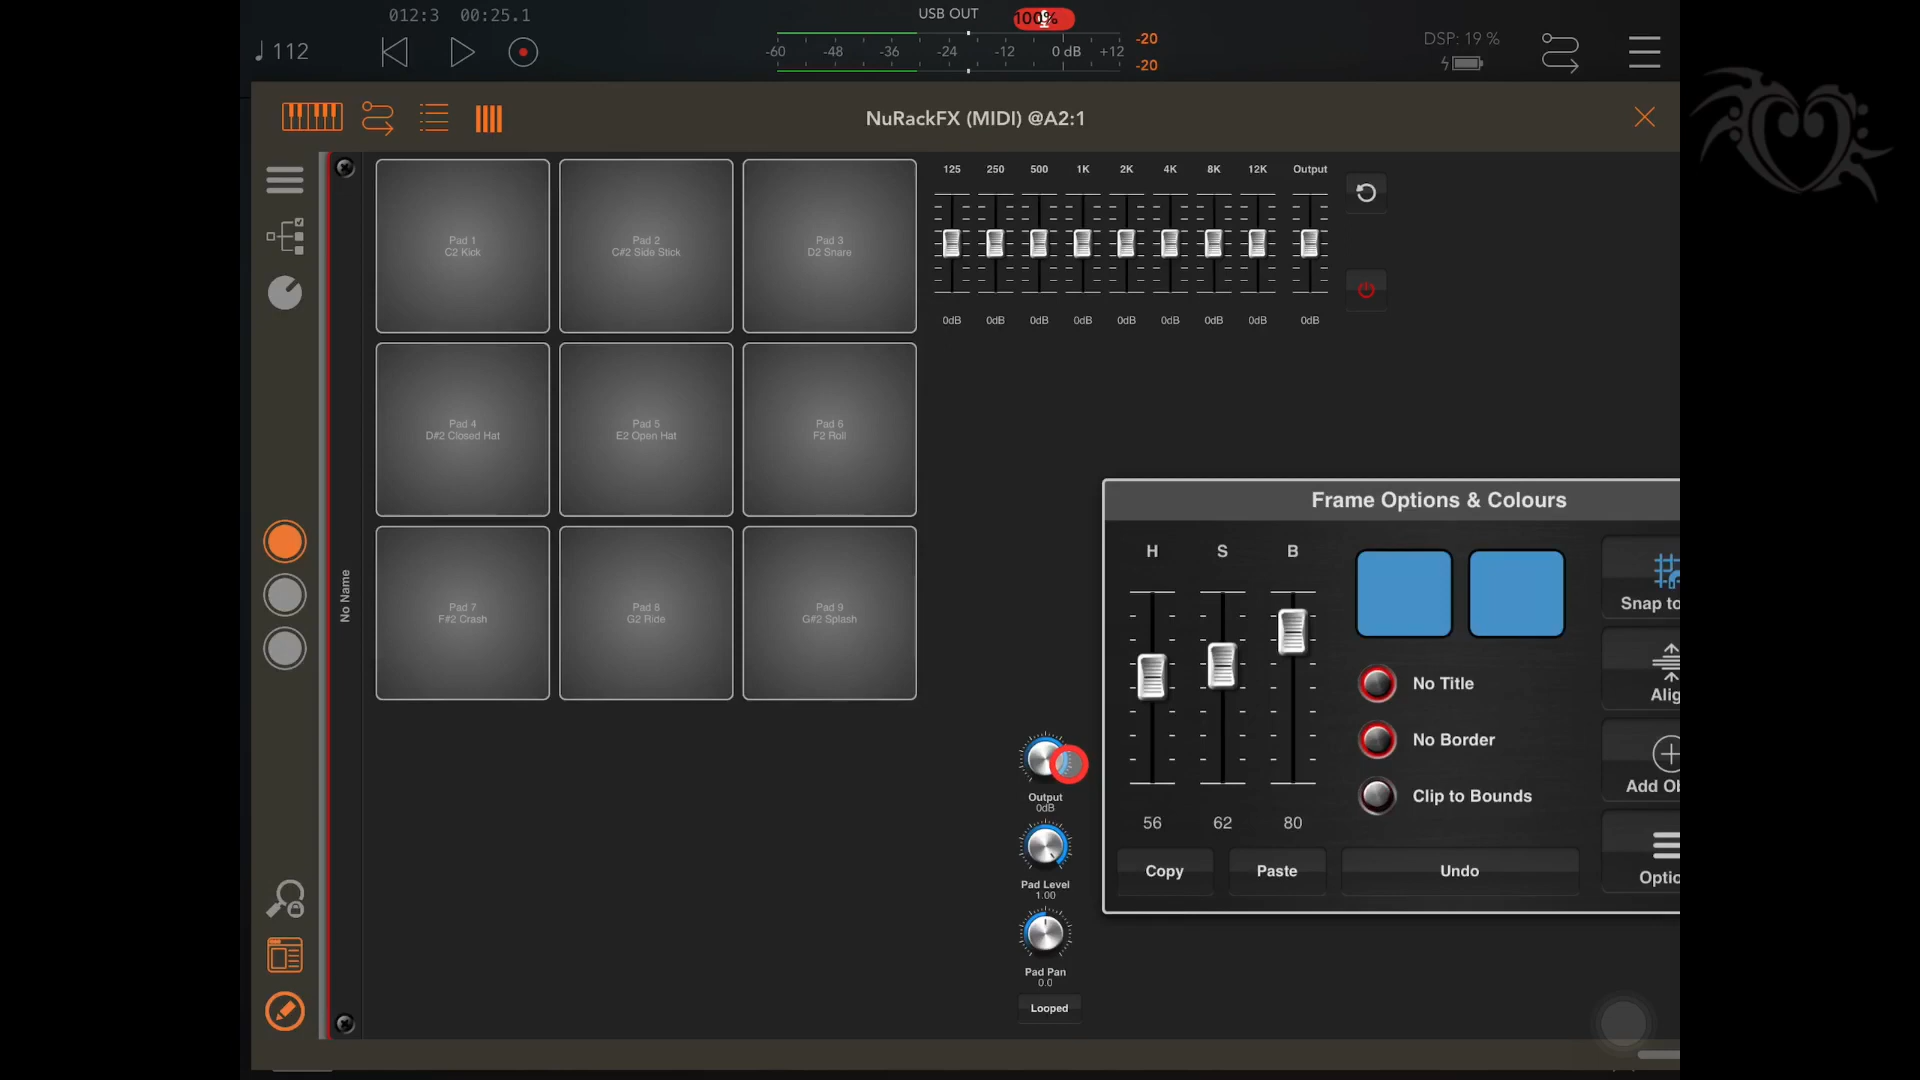 012:3 00:25.1
USB OUT
100%
112
-60 -48 -36 -24 -12 0 dB +12
-20
-20
DSP: 19 %
NuRackFX (MIDI) @A2:1
125 250 500 1K 2K 4K 8K 12K Output
0dB 0dB 0dB 0dB 0dB 0dB 0dB 0dB 0dB
Pad 1
C2 Kick
Pad 2
C#2 Side Stick
Pad 3
D2 Snare
Pad 4
D#2 Closed Hat
Pad 5
E2 Open Hat
Pad 6
F2 Roll
Pad 7
F#2 Crash
Pad 8
G2 Ride
Pad 9
G#2 Splash
No Name
Output
0dB
Pad Level
1.00
Pad Pan
0.0
Looped
Frame Options & Colours
H S B
56 62 80
No Title
No Border
Clip to Bounds
Copy Paste Undo
Snap to
Alig
Add Ob
Optio